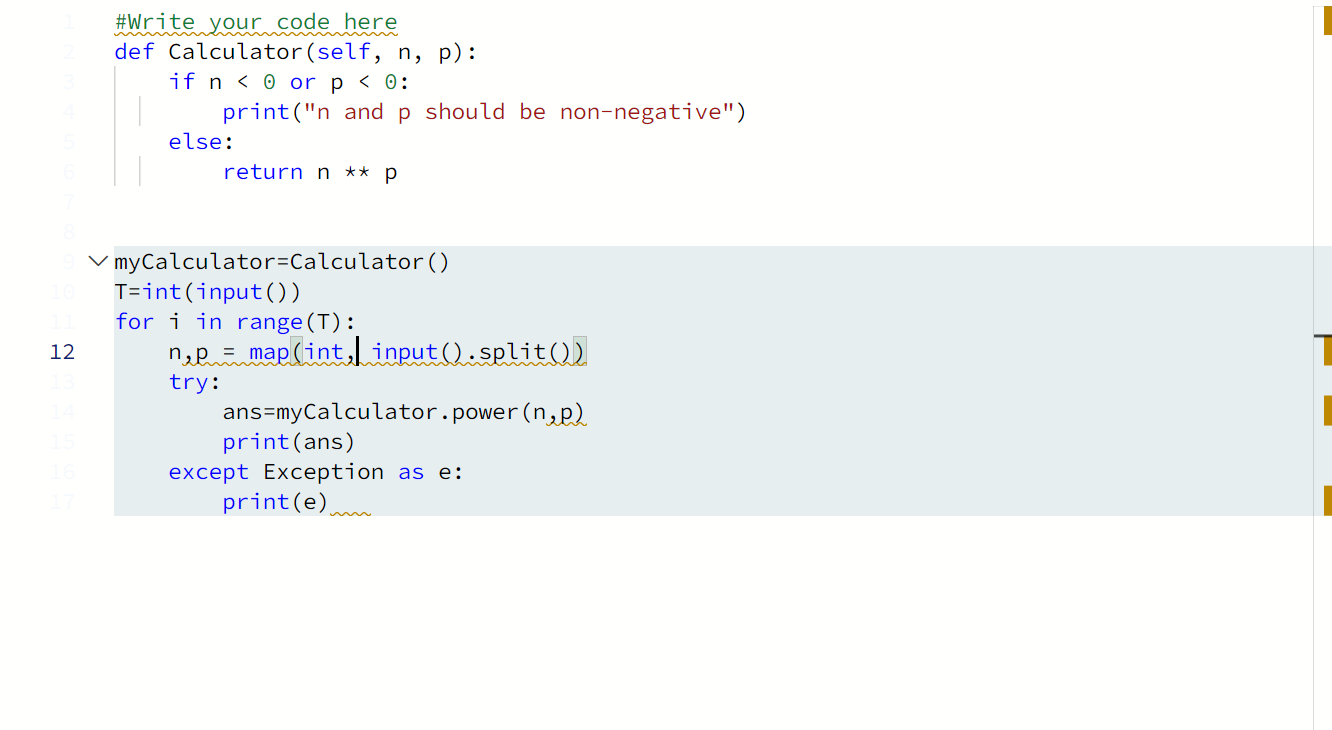 1 #Write your code here
2 def Calculator(self, n, p):
3     if n < 0 or p < 0:
4         print("n and p should be non-negative")
5     else:
6         return n ** p
7
8
9 myCalculator=Calculator()
10 T=int(input())
11 for i in range(T):
12     n,p = map(int, input().split())
13     try:
14         ans=myCalculator.power(n,p)
15         print(ans)
16     except Exception as e:
17         print(e)